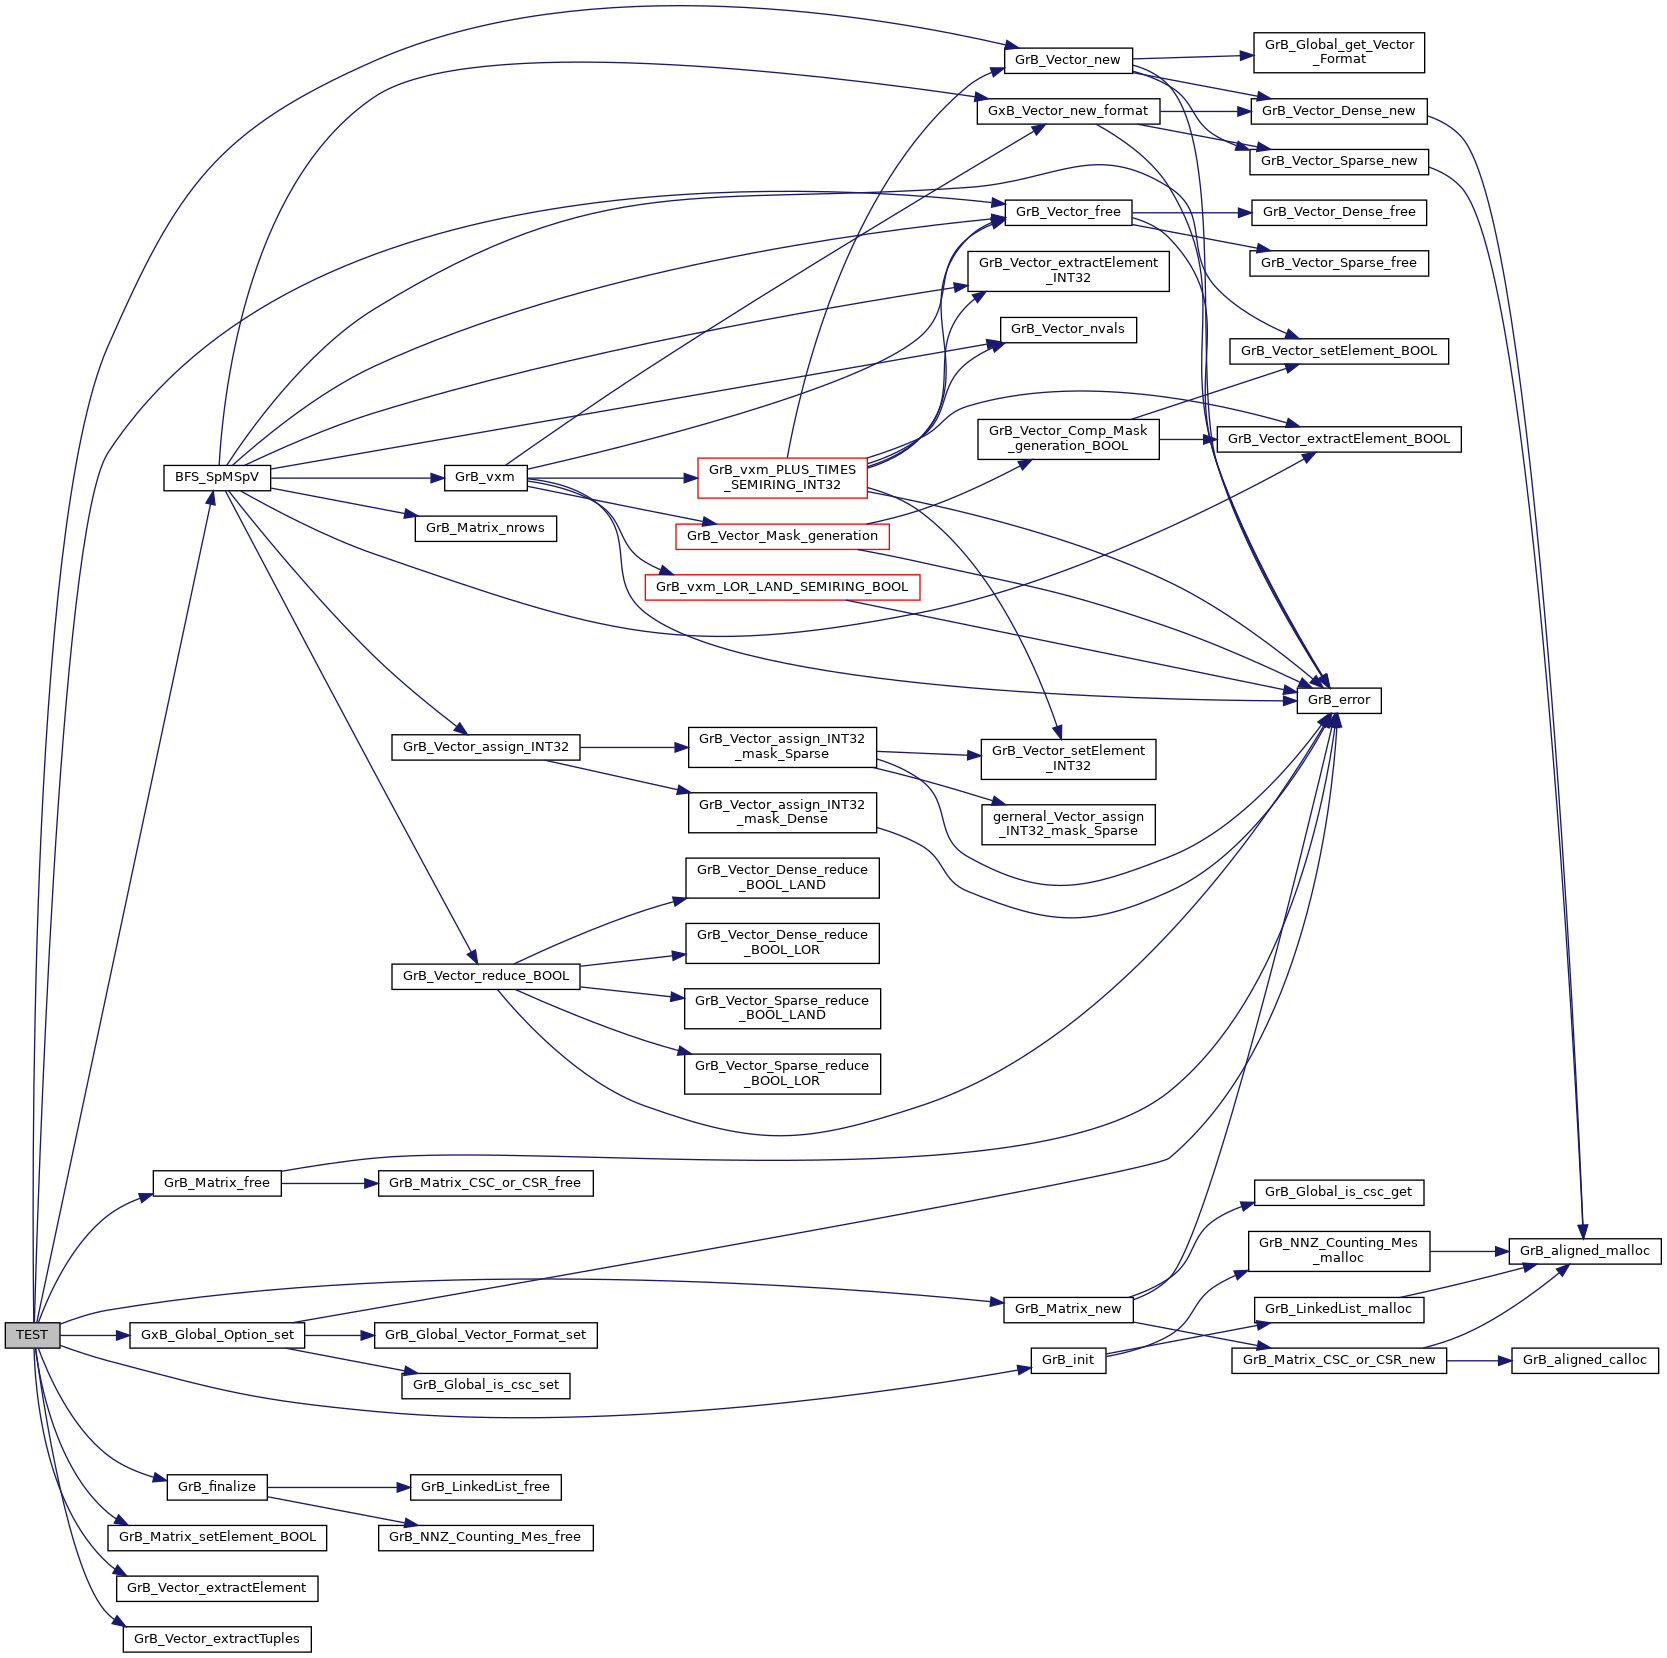 GrB_Vector_new
GrB_Global_get_Vector
_Format
GxB_Vector_new_format
GrB_Vector_Dense_new
GrB_Vector_Sparse_new
GrB_Vector_free
GrB_Vector_Dense_free
GrB_Vector_Sparse_free
GrB_Vector_extractElement
_INT32
GrB_Vector_nvals
GrB_Vector_setElement_BOOL
GrB_Vector_Comp_Mask
_generation_BOOL
GrB_Vector_extractElement_BOOL
BFS_SpMSpV
GrB_vxm
GrB_vxm_PLUS_TIMES
_SEMIRING_INT32
GrB_Matrix_nrows
GrB_Vector_Mask_generation
GrB_vxm_LOR_LAND_SEMIRING_BOOL
GrB_error
GrB_Vector_assign_INT32
GrB_Vector_assign_INT32
_mask_Sparse
GrB_Vector_setElement
_INT32
GrB_Vector_assign_INT32
_mask_Dense
gerneral_Vector_assign
_INT32_mask_Sparse
GrB_Vector_Dense_reduce
_BOOL_LAND
GrB_Vector_Dense_reduce
_BOOL_LOR
GrB_Vector_reduce_BOOL
GrB_Vector_Sparse_reduce
_BOOL_LAND
GrB_Vector_Sparse_reduce
_BOOL_LOR
GrB_Matrix_free
GrB_Matrix_CSC_or_CSR_free
GrB_Global_is_csc_get
GrB_NNZ_Counting_Mes
_malloc
GrB_aligned_malloc
GrB_Matrix_new
GrB_LinkedList_malloc
TEST
GxB_Global_Option_set
GrB_Global_Vector_Format_set
GrB_init
GrB_Matrix_CSC_or_CSR_new
GrB_aligned_calloc
GrB_Global_is_csc_set
GrB_finalize
GrB_LinkedList_free
GrB_Matrix_setElement_BOOL
GrB_NNZ_Counting_Mes_free
GrB_Vector_extractElement
GrB_Vector_extractTuples